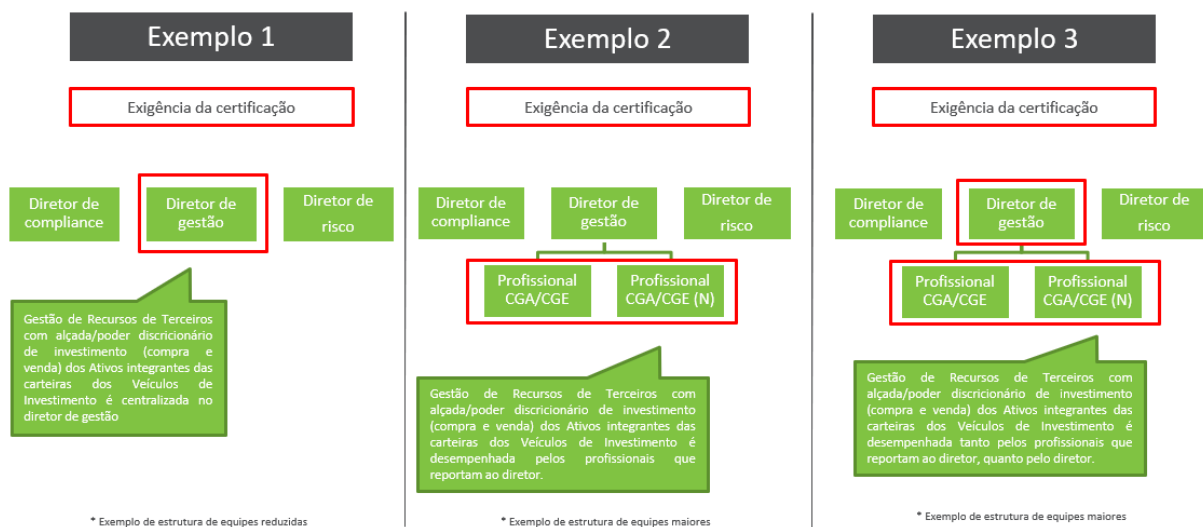 Exemplo 1
Exigência da certificação
Diretor de
compliance
Diretor de
gestão
Diretor de
risco
Gestão de Recursos de Terceiros
com alçada/poder discricionário
de investimento (compra e
venda) dos Ativos integrantes das
carteiras dos Veículos de
Investimento é centralizada no
diretor de gestão
* Exemplo de estrutura de equipes reduzidas
Exemplo 2
Exigência da certificação
Diretor de
compliance
Diretor de
gestão
Diretor de
risco
Profissional
CGA/CGE
Profissional
CGA/CGE (N)
Gestão de Recursos de Terceiros com
alçada/poder discricionário de investimento
(compra e venda) dos Ativos integrantes das
carteiras dos Veículos de Investimento é
desempenhada pelos profissionais que
reportam ao diretor.
* Exemplo de estrutura de equipes maiores
Exemplo 3
Exigência da certificação
Diretor de
compliance
Diretor de
gestão
Diretor de
risco
Profissional
CGA/CGE
Profissional
CGA/CGE (N)
Gestão de Recursos de Terceiros com
alçada/poder discricionário de investimento
(compra e venda) dos Ativos integrantes das
carteiras dos Veículos de Investimento é
desempenhada tanto pelos profissionais que
reportam ao diretor, quanto pelo diretor.
* Exemplo de estrutura de equipes maiores